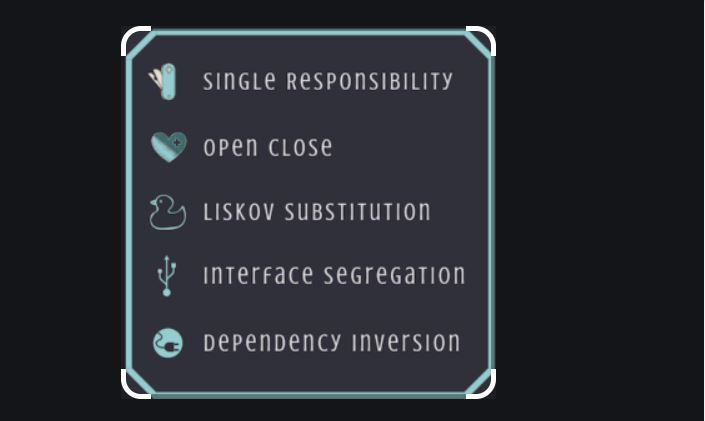 SINGLE RESPONSIBILITY
OPEN CLOSE
LISKOV SUBSTITUTION
INTERFACE SEGREGATION
DEPENDENCY INVERSION